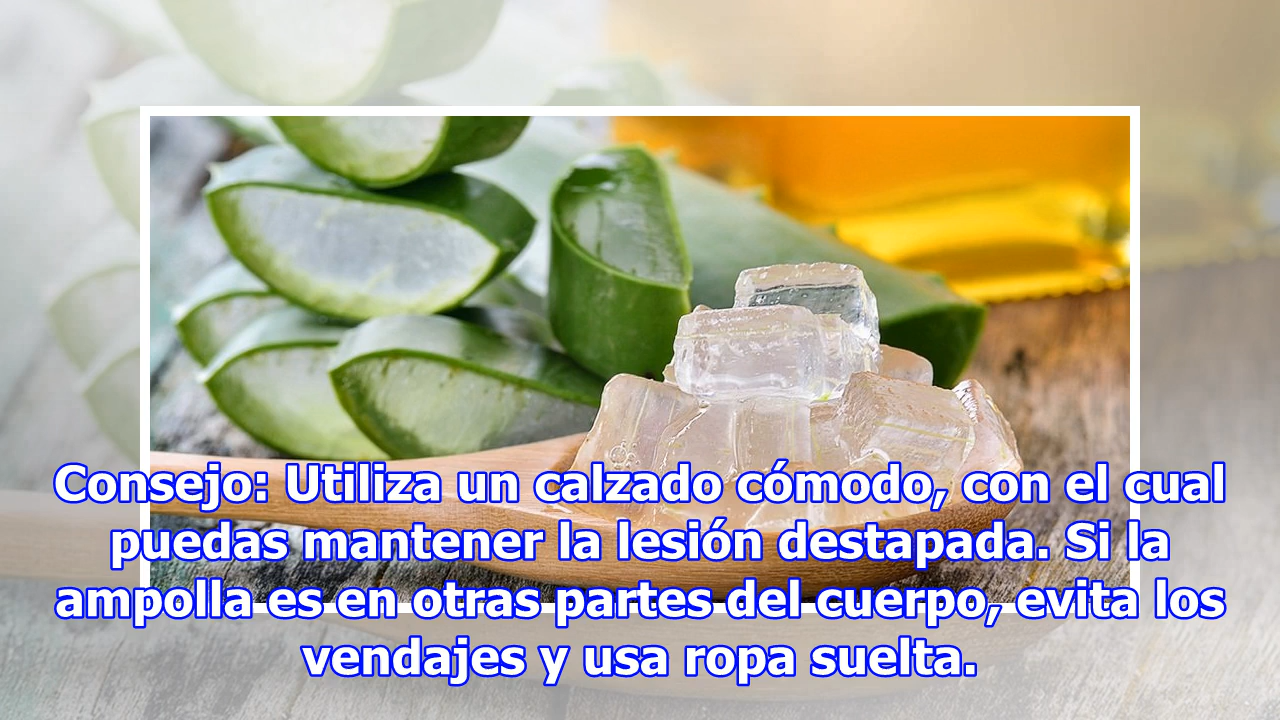 Consejo: Utiliza un calzado cómodo, con el cual
puedas mantener la lesión destapada. Si la
ampolla es en otras partes del cuerpo, evita los
vendajes y usa ropa suelta.